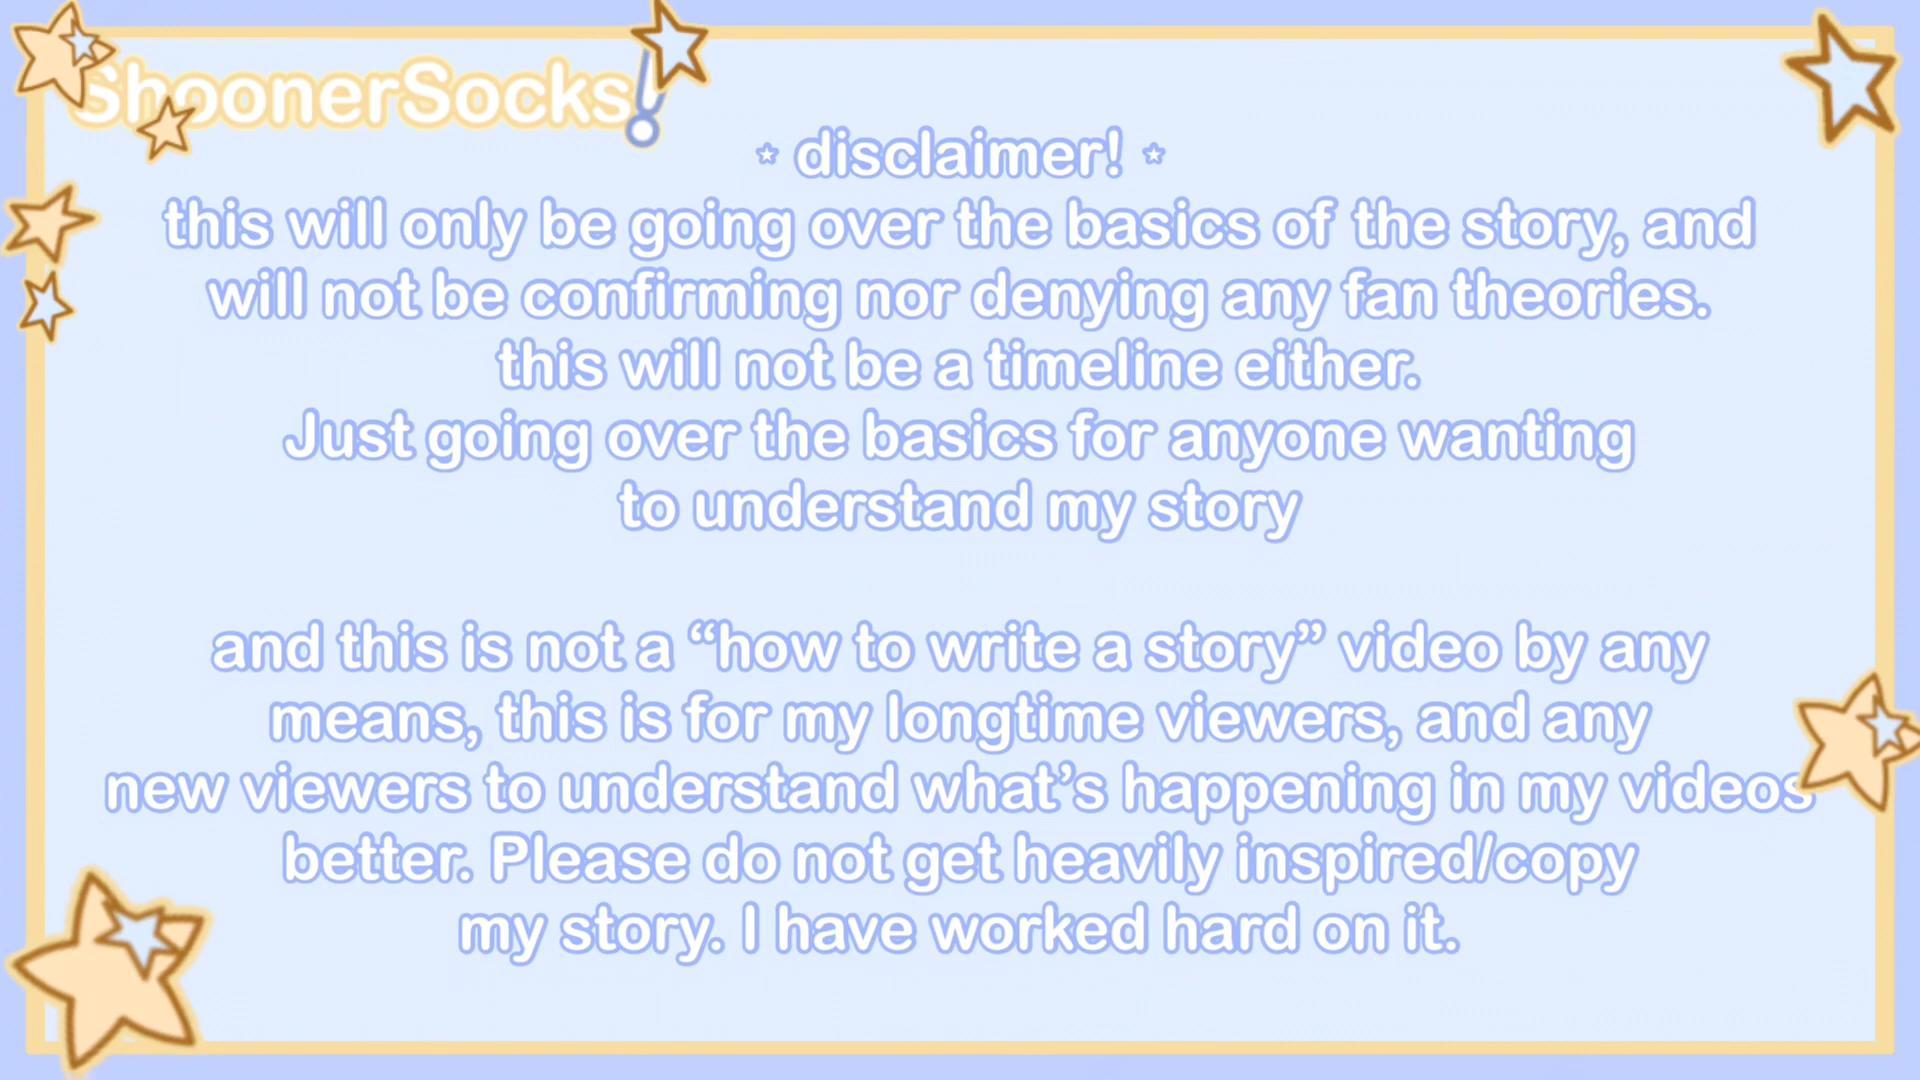 ShoonerSocks!
⋆ disclaimer! ⋆
this will only be going over the basics of the story, and
will not be confirming nor denying any fan theories.
this will not be a timeline either.
Just going over the basics for anyone wanting
to understand my story
and this is not a “how to write a story” video by any
means, this is for my longtime viewers, and any
new viewers to understand what’s happening in my videos
better. Please do not get heavily inspired/copy
my story. I have worked hard on it.